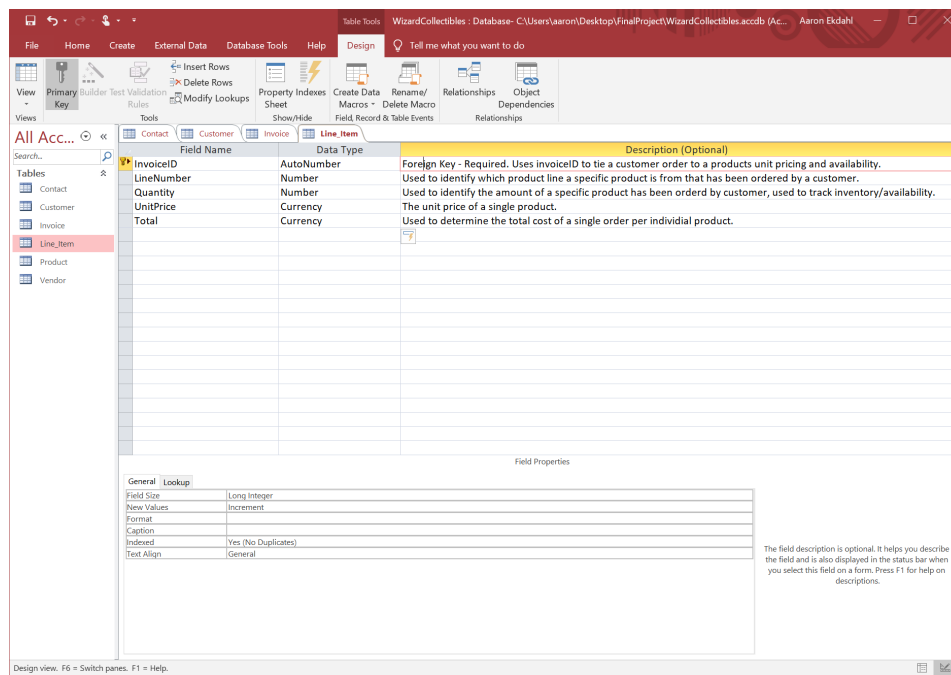 Table Tools WizardCollectibles : Database- C:\Users\aaron\Desktop\FinalProject\WizardCollectibles.accdb (Ac... Aaron Ekdahl
File Home Create External Data Database Tools Help Design Tell me what you want to do
View
Primary Key
Builder
Test Validation Rules
Insert Rows
Delete Rows
Modify Lookups
Property Sheet
Indexes
Create Data Macros
Rename/ Delete Macro
Relationships
Object Dependencies
Views Tools Show/Hide Field, Record & Table Events Relationships
All Acc...
Search..
Tables
Contact
Customer
Invoice
Line_Item
Product
Vendor
Contact Customer Invoice Line_Item
Field Name Data Type Description (Optional)
InvoiceID AutoNumber Foreign Key - Required. Uses invoiceID to tie a customer order to a products unit pricing and availability.
LineNumber Number Used to identify which product line a specific product is from that has been ordered by a customer.
Quantity Number Used to identify the amount of a specific product has been orderd by customer, used to track inventory/availability.
UnitPrice Currency The unit price of a single product.
Total Currency Used to determine the total cost of a single order per individial product.
Field Properties
General Lookup
Field Size Long Integer
New Values Increment
Format
Caption
Indexed Yes (No Duplicates)
Text Align General
The field description is optional. It helps you describe
the field and is also displayed in the status bar when
you select this field on a form. Press F1 for help on
descriptions.
Design view. F6 = Switch panes. F1 = Help.